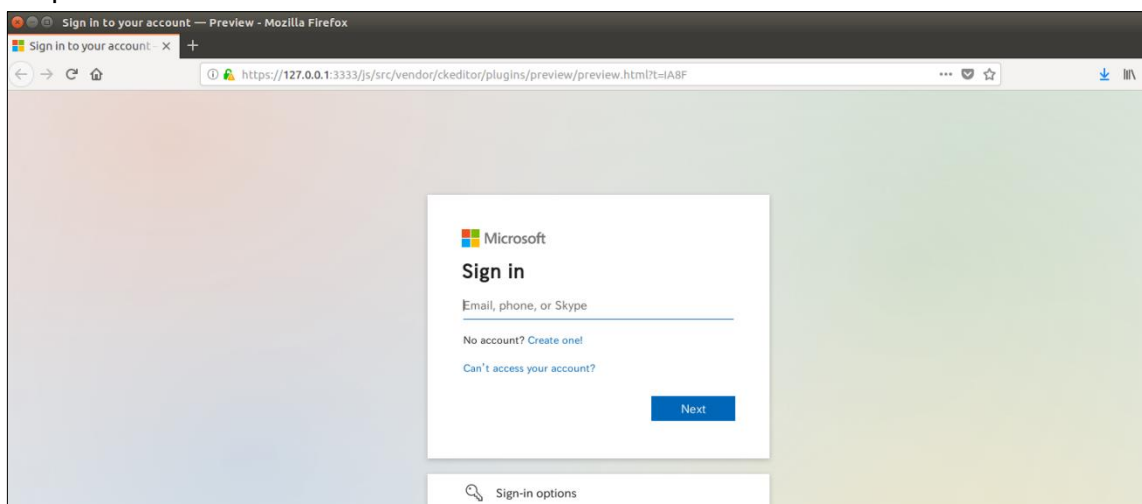 Sign in to your account — Preview - Mozilla Firefox
Sign in to your account -
https://127.0.0.1:3333/js/src/vendor/ckeditor/plugins/preview/preview.html?t=IA8F
Microsoft
Sign in
Email, phone, or Skype
No account? Create one!
Can't access your account?
Next
Sign-in options